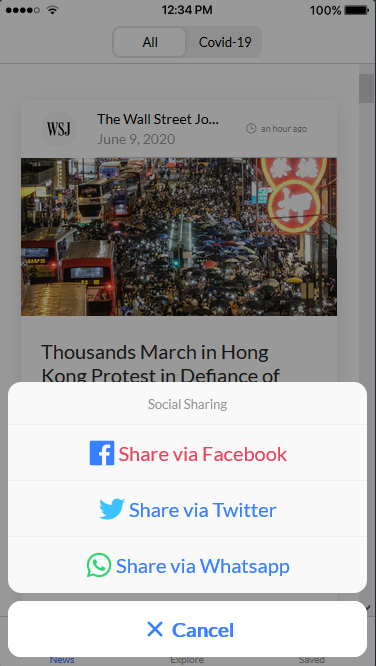 12:34 PM
100%
All
Covid-19
WSJ
The Wall Street Jo...
June 9, 2020
an hour ago
Thousands March in Hong
Kong Protest in Defiance of
Social Sharing
Share via Facebook
Share via Twitter
Share via Whatsapp
Cancel
News
Explore
Saved